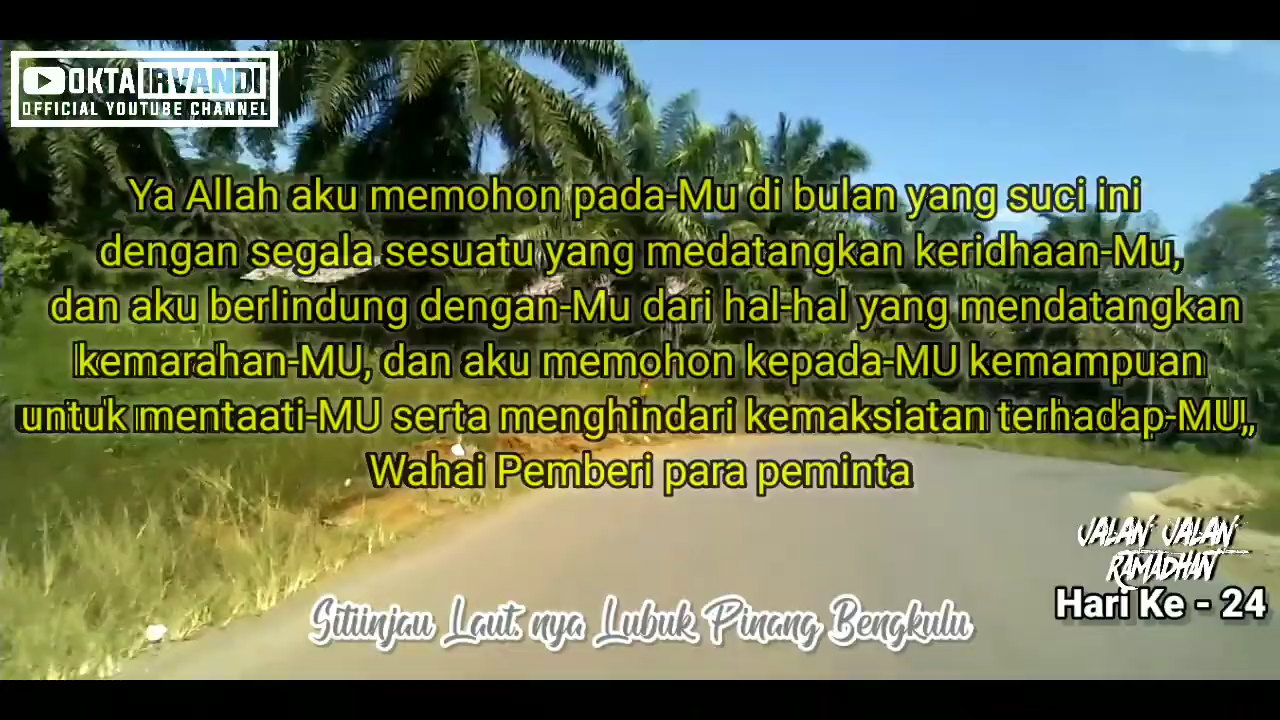 OKTA IRVANDI
OFFICIAL YOUTUBE CHANNEL
Ya Allah aku memohon pada-Mu di bulan yang suci ini
dengan segala sesuatu yang medatangkan keridhaan-Mu,
dan aku berlindung dengan-Mu dari hal-hal yang mendatangkan
kemarahan-MU, dan aku memohon kepada-MU kemampuan
untuk mentaati-MU serta menghindari kemaksiatan terhadap-MU,,
Wahai Pemberi para peminta
JALAN JALAN
RAMADHAN
Hari Ke - 24
Sitiinjau Laut nya Lubuk Pinang Bengkulu